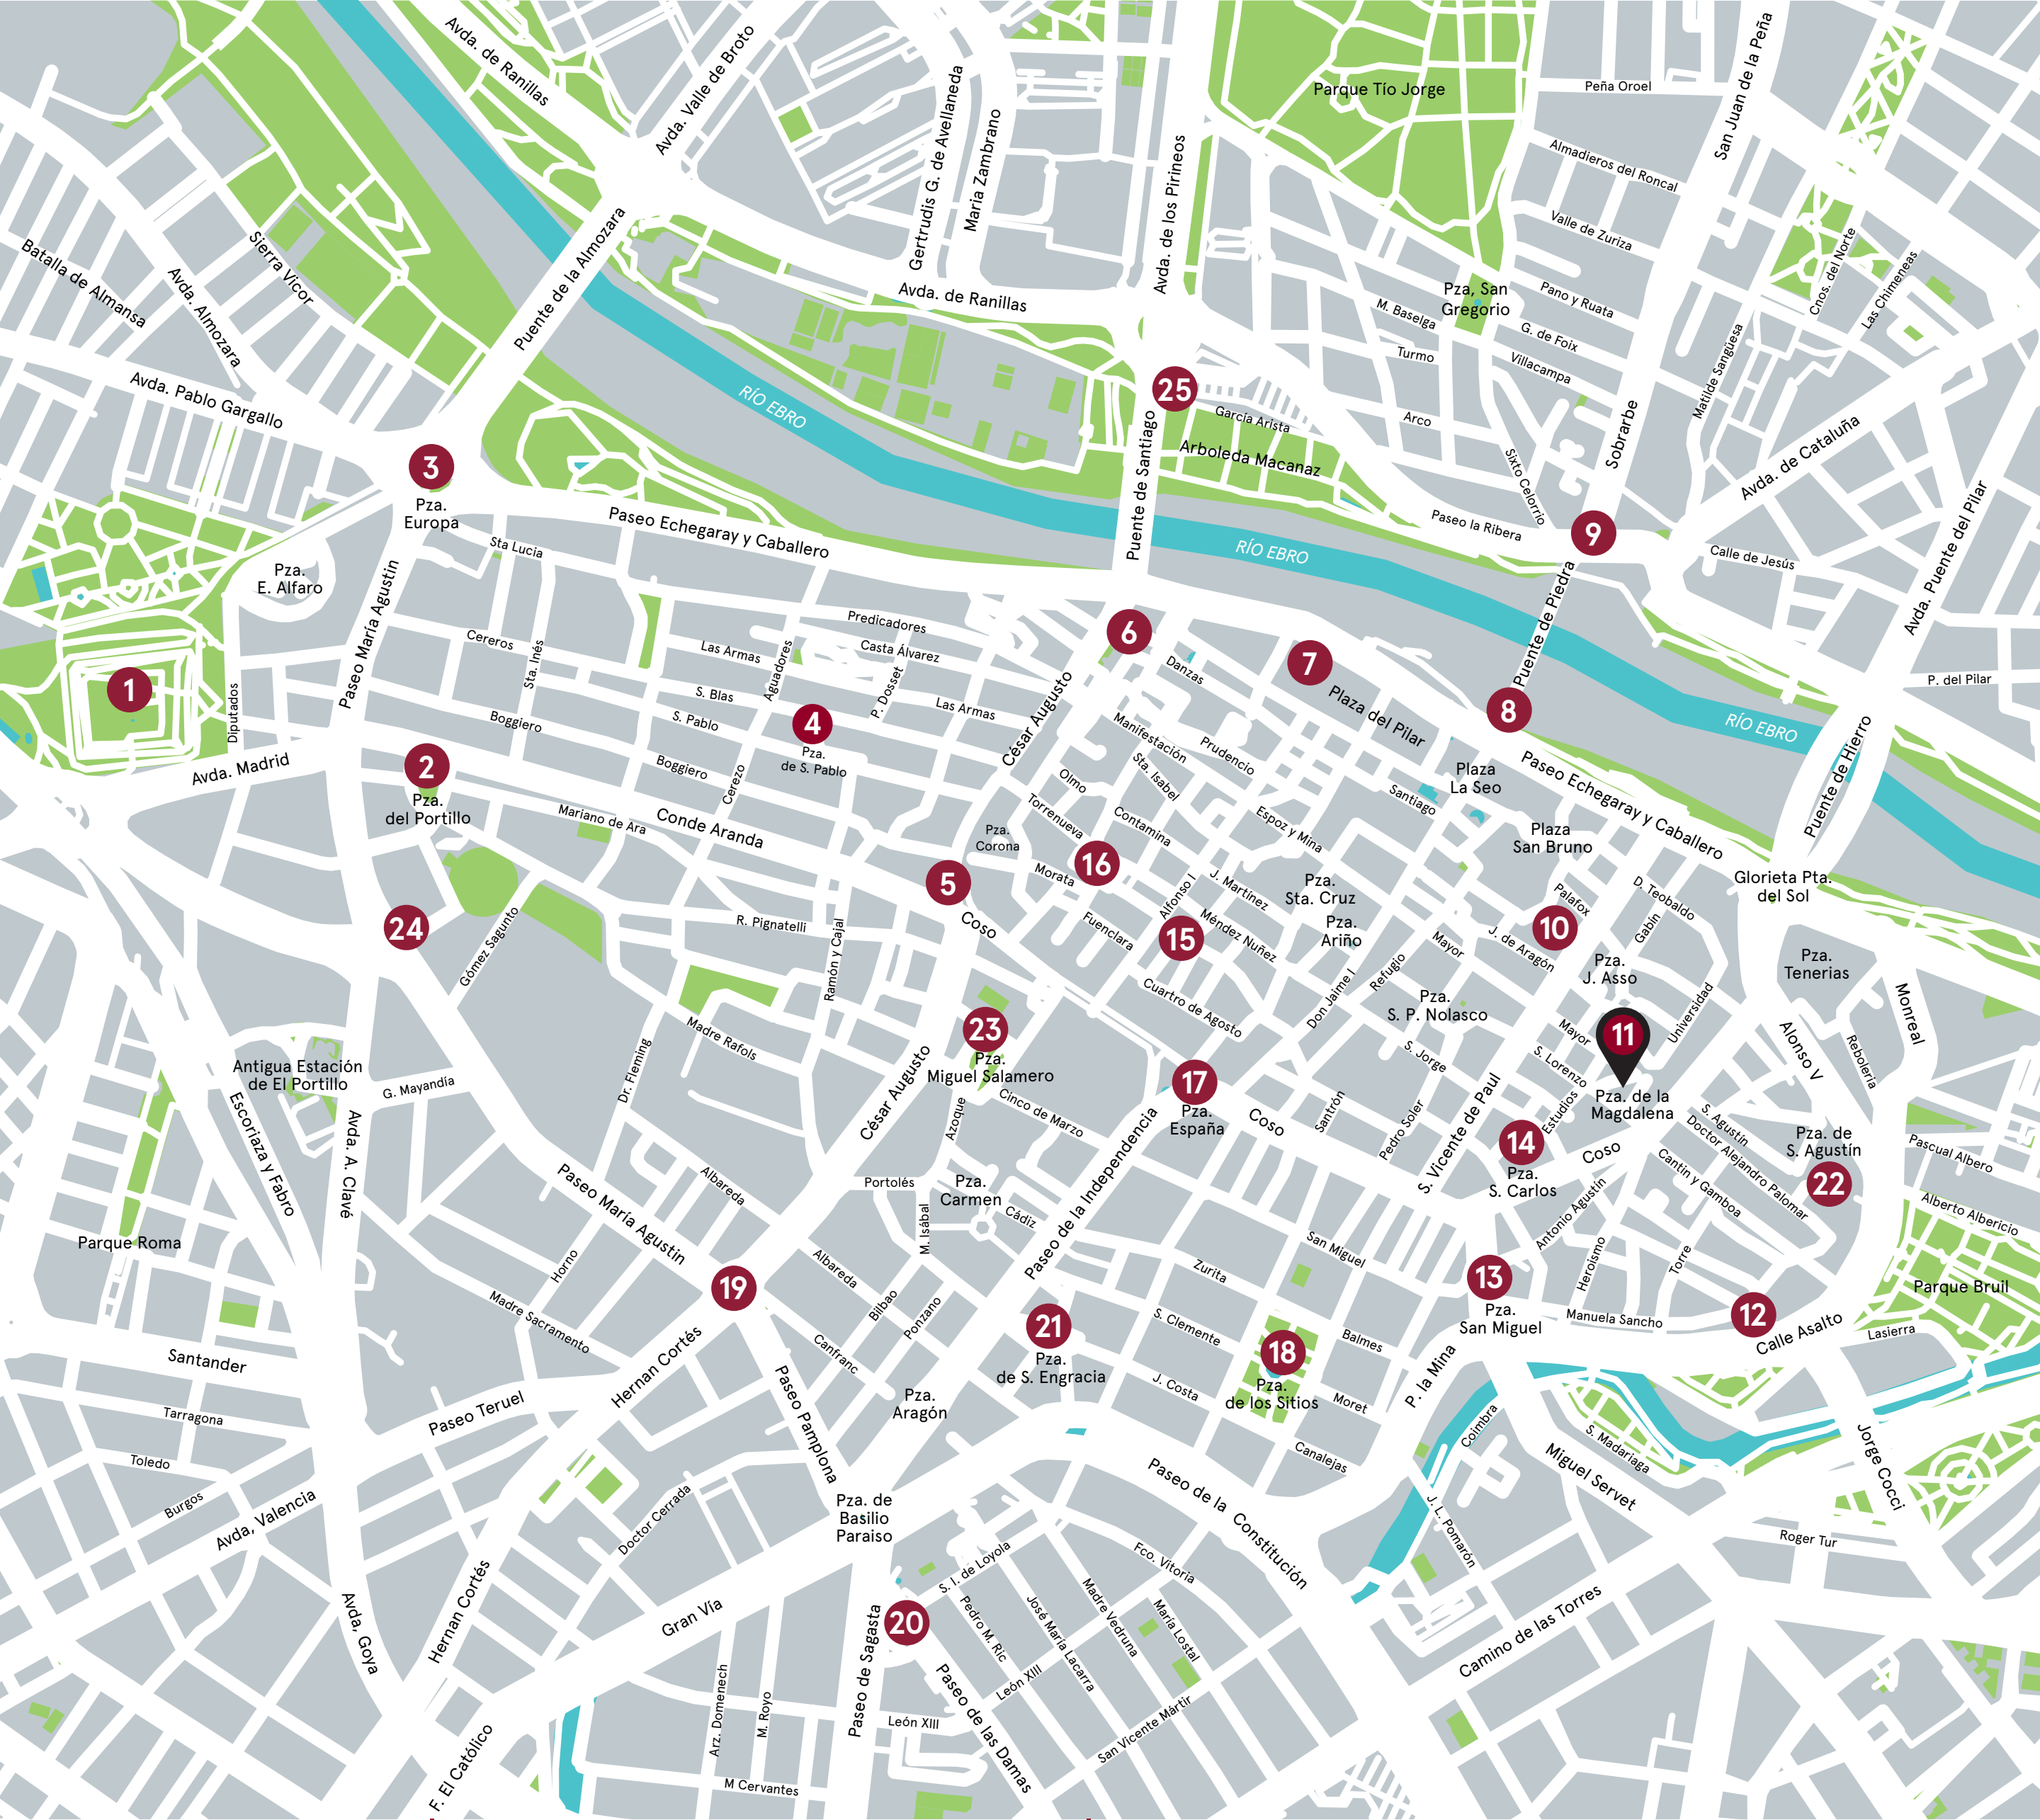 Avda. de Ranillas
Avda. Valle de Broto
Gertrudis G. de Avellaneda
Maria Zambrano
Avda. de los Pirineos
Parque Tío Jorge
Peña Oroel
San Juan de la Peña
Almadieros del Roncal
Valle de Zuriza
Batalla de Almansa
Avda. Almozara
Sierra Vicor
Puente de la Almozara
Avda. de Ranillas
Pza, San
Gregorio
Pano y Ruata
M. Baselga
G. de Foix
Turmo
Villacampa
Cnos. del Norte
Las Chimeneas
Matilde Sangüesa
Avda. Pablo Gargallo
RÍO EBRO
25
García Arista
Arco
Arboleda Macanaz
Puente de Santiago
Sixto Celorrio
Sobrarbe
Avda. de Cataluña
3
Pza.
Europa
Paseo Echegaray y Caballero
Paseo la Ribera
9
RÍO EBRO
Calle de Jesús
Avda. Puente del Pilar
Sta Lucia
Pza.
E. Alfaro
Paseo María Agustin
Puente de Piedra
Predicadores
Casta Álvarez
Cereros
Sta. Inés
Las Armas
Aguadores
6
Danzas
7
Plaza del Pilar
8
P. del Pilar
1
Diputados
S. Blas
P. Dosset
Las Armas
César Augusto
S. Pablo
4
Pza.
de S. Pablo
Boggiero
Boggiero
Cerezo
Manifestación
Prudencio
RÍO EBRO
Puente de Hierro
Avda. Madrid
2
Pza.
del Portillo
Mariano de Ara
Conde Aranda
Olmo
Sta. Isabel
Torrenueva
Contamina
Espoz y Mina
Santiago
Plaza
La Seo
Paseo Echegaray y Caballero
Plaza
San Bruno
Pza.
Corona
16
5
Morata
Coso
Alfonso I
J. Martinez
Pza.
Sta. Cruz
Pza.
Ariño
Glorieta Pta.
del Sol
D. Teobaldo
Palafox
Gabín
10
J. de Aragón
Mayor
24
Gómez Sagunto
R. Pignatelli
Ramón y Cajal
Fuenclara
15
Méndez Nuñez
Pza.
J. Asso
Pza.
Tenerias
Cuatro de Agosto
Don Jaime I
Refugio
Pza.
S. P. Nolasco
Universidad
Monreal
Madre Rafols
23
Pza.
Miguel Salamero
11
Mayor
S. Lorenzo
Alonso V
Reboleria
Antigua Estación
de El Portillo
G. Mayandía
Dr. Fleming
César Augusto
Azoque
Cinco de Marzo
17
Pza.
España
Coso
S. Jorge
Santrón
Pedro Soler
S. Vicente de Paul
Estudios
Pza. de la
Magdalena
S. Agustín
Doctor Alejandro Palomar
Pza. de
S. Agustín
22
Pascual Albero
Alberto Albericio
Escoriaza y Fabro
Avda. A. Clavé
14
Pza.
S. Carlos
Coso
Cantin y Gamboa
Antonio Agustín
Paseo María Agustin
Albareda
Portolés
Pza.
Carmen
Cádiz
M. Isábal
Paseo de la Independencia
Parque Roma
Horno
Albareda
Bilbao
Ponzano
San Miguel
Zurita
Heroismo
Torre
13
Pza.
San Miguel
Manuela Sancho
12
Calle Asalto
Parque Bruil
Lasierra
19
Madre Sacramento
Hernan Cortés
Canfranc
21
Pza.
de S. Engracia
S. Clemente
18
Pza.
de los Sitios
Balmes
Moret
P. la Mina
J. Costa
Canalejas
Santander
Tarragona
Toledo
Paseo Teruel
Burgos
Avda, Valencia
Paseo Pamplona
Pza.
Aragón
Coimbra
S. Madariaga
Miguel Servet
Jorge Cocci
Pza. de
Basilio
Paraiso
Doctor Cerrada
Paseo de la Constitución
J. L. Pomarón
Roger Tur
Avda, Goya
Hernan Cortés
Gran Vía
S. I. de Loyola
Fco. Vitoria
20
Pedro M. Ric
José María Lacarra
Madre Vedruna
María Lostal
Camino de las Torres
Paseo de Sagasta
Paseo de las Damas
León XIII
León XIII
San Vicente Mártir
Arz. Domenech
M. Royo
M Cervantes
F. El Católico